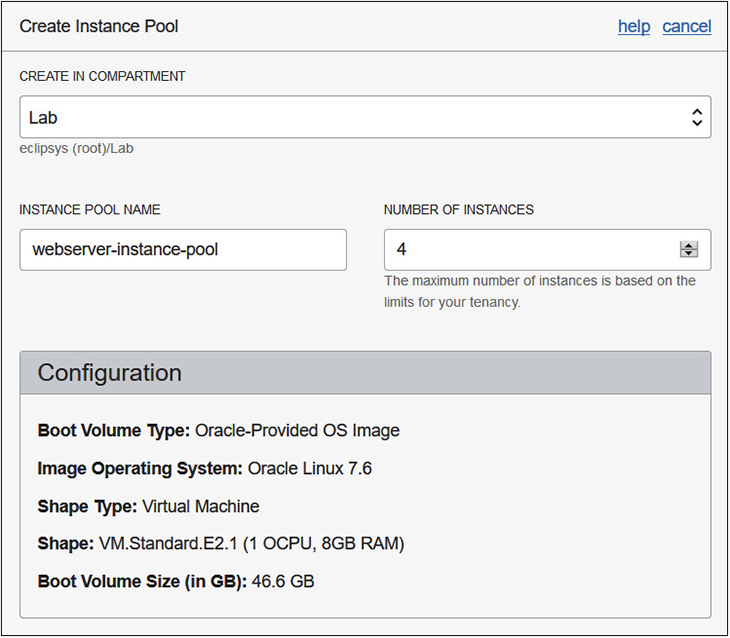 Create Instance Pool help cancel
CREATE IN COMPARTMENT
Lab
eclipsys (root)/Lab
INSTANCE POOL NAME NUMBER OF INSTANCES
webserver-instance-pool 4
The maximum number of instances is based on the
limits for your tenancy.
Configuration
Boot Volume Type: Oracle-Provided OS Image
Image Operating System: Oracle Linux 7.6
Shape Type: Virtual Machine
Shape: VM.Standard.E2.1 (1 OCPU, 8GB RAM)
Boot Volume Size (in GB): 46.6 GB